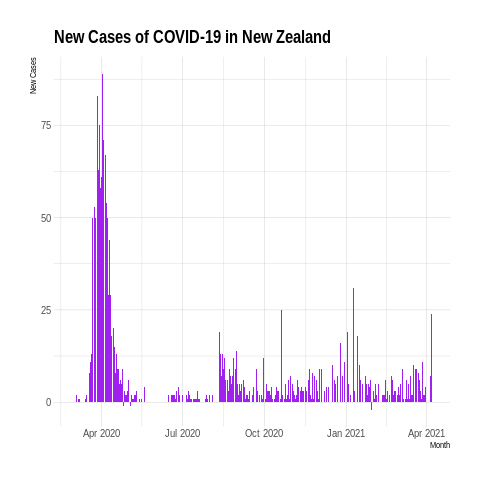 New Cases of COVID-19 in New Zealand
New Cases
75
50
25
0
Apr 2020
Jul 2020
Oct 2020
Jan 2021
Apr 2021
Month